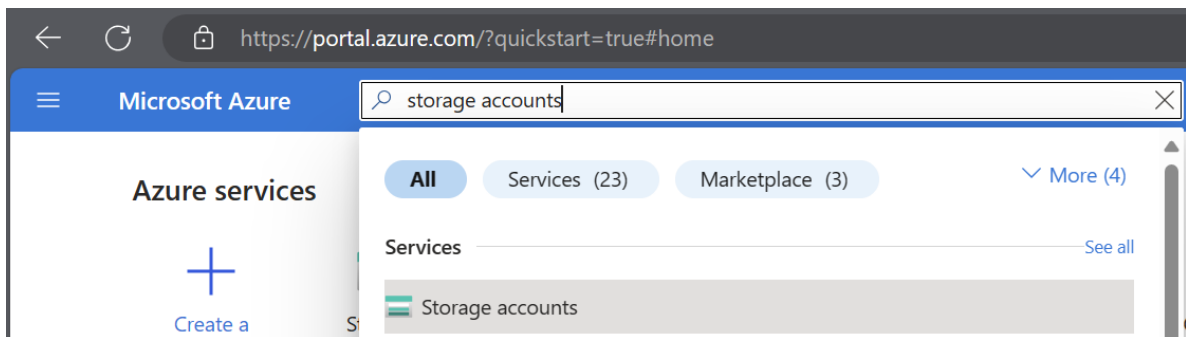 https://portal.azure.com/?quickstart=true#home
Microsoft Azure
storage accounts
All Services (23) Marketplace (3) More (4)
Azure services
Services See all
Storage accounts
Create a